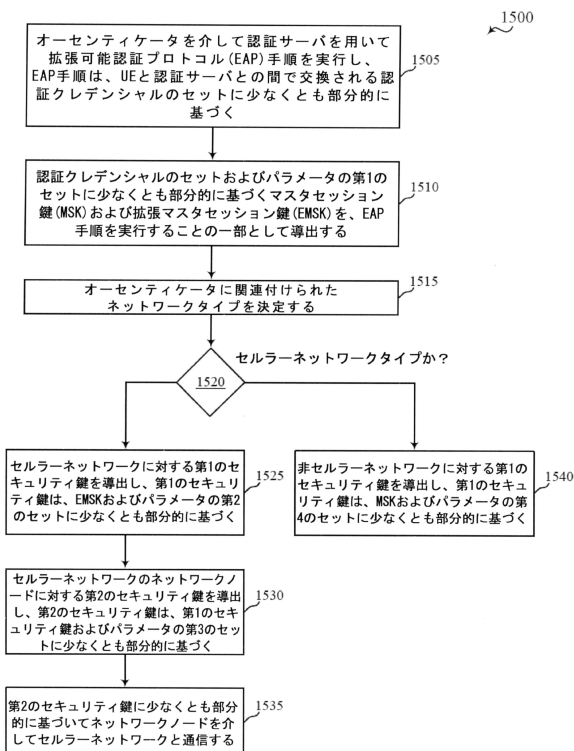 1500
オーセンティケータを介して認証サーバを用いて
拡張可能認証プロトコル(EAP)手順を実行し、
EAP手順は、UEと認証サーバとの間で交換される認
証クレデンシャルのセットに少なくとも部分的に
基づく
1505
認証クレデンシャルのセットおよびパラメータの第1の
セットに少なくとも部分的に基づくマスタセッション
鍵(MSK)および拡張マスタセッション鍵(EMSK)を、EAP
手順を実行することの一部として導出する
1510
オーセンティケータに関連付けられた
ネットワークタイプを決定する
1515
セルラーネットワークタイプか？
1520
セルラーネットワークに対する第1のセ
キュリティ鍵を導出し、第1のセキュリ
ティ鍵は、EMSKおよびパラメータの第2
のセットに少なくとも部分的に基づく
1525
非セルラーネットワークに対する第1の
セキュリティ鍵を導出し、第1のセキュ
リティ鍵は、MSKおよびパラメータの第
4のセットに少なくとも部分的に基づく
1540
セルラーネットワークのネットワークノ
ードに対する第2のセキュリティ鍵を導出
し、第2のセキュリティ鍵は、第1のセキ
ュリティ鍵およびパラメータの第3のセッ
トに少なくとも部分的に基づく
1530
第2のセキュリティ鍵に少なくとも部分
的に基づいてネットワークノードを介
してセルラーネットワークと通信する
1535